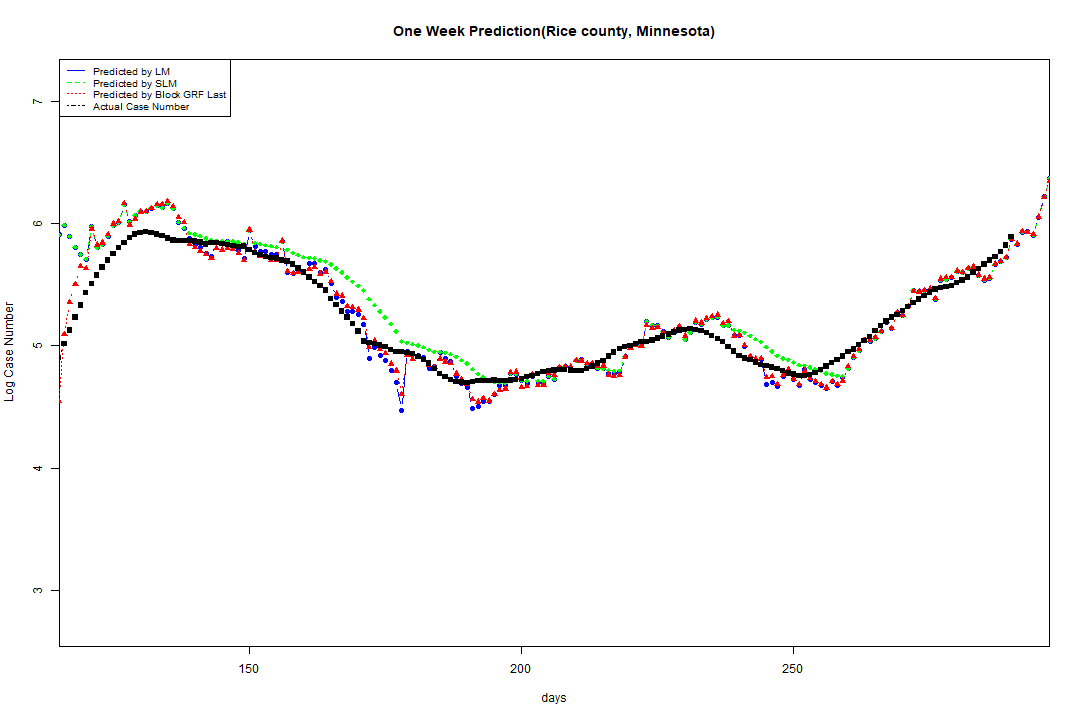 One Week Prediction(Rice county, Minnesota)
Predicted by LM
Predicted by SLM
Predicted by Block GRF Last
Actual Case Number
7
6
5
4
3
Log Case Number
150
200
250
days